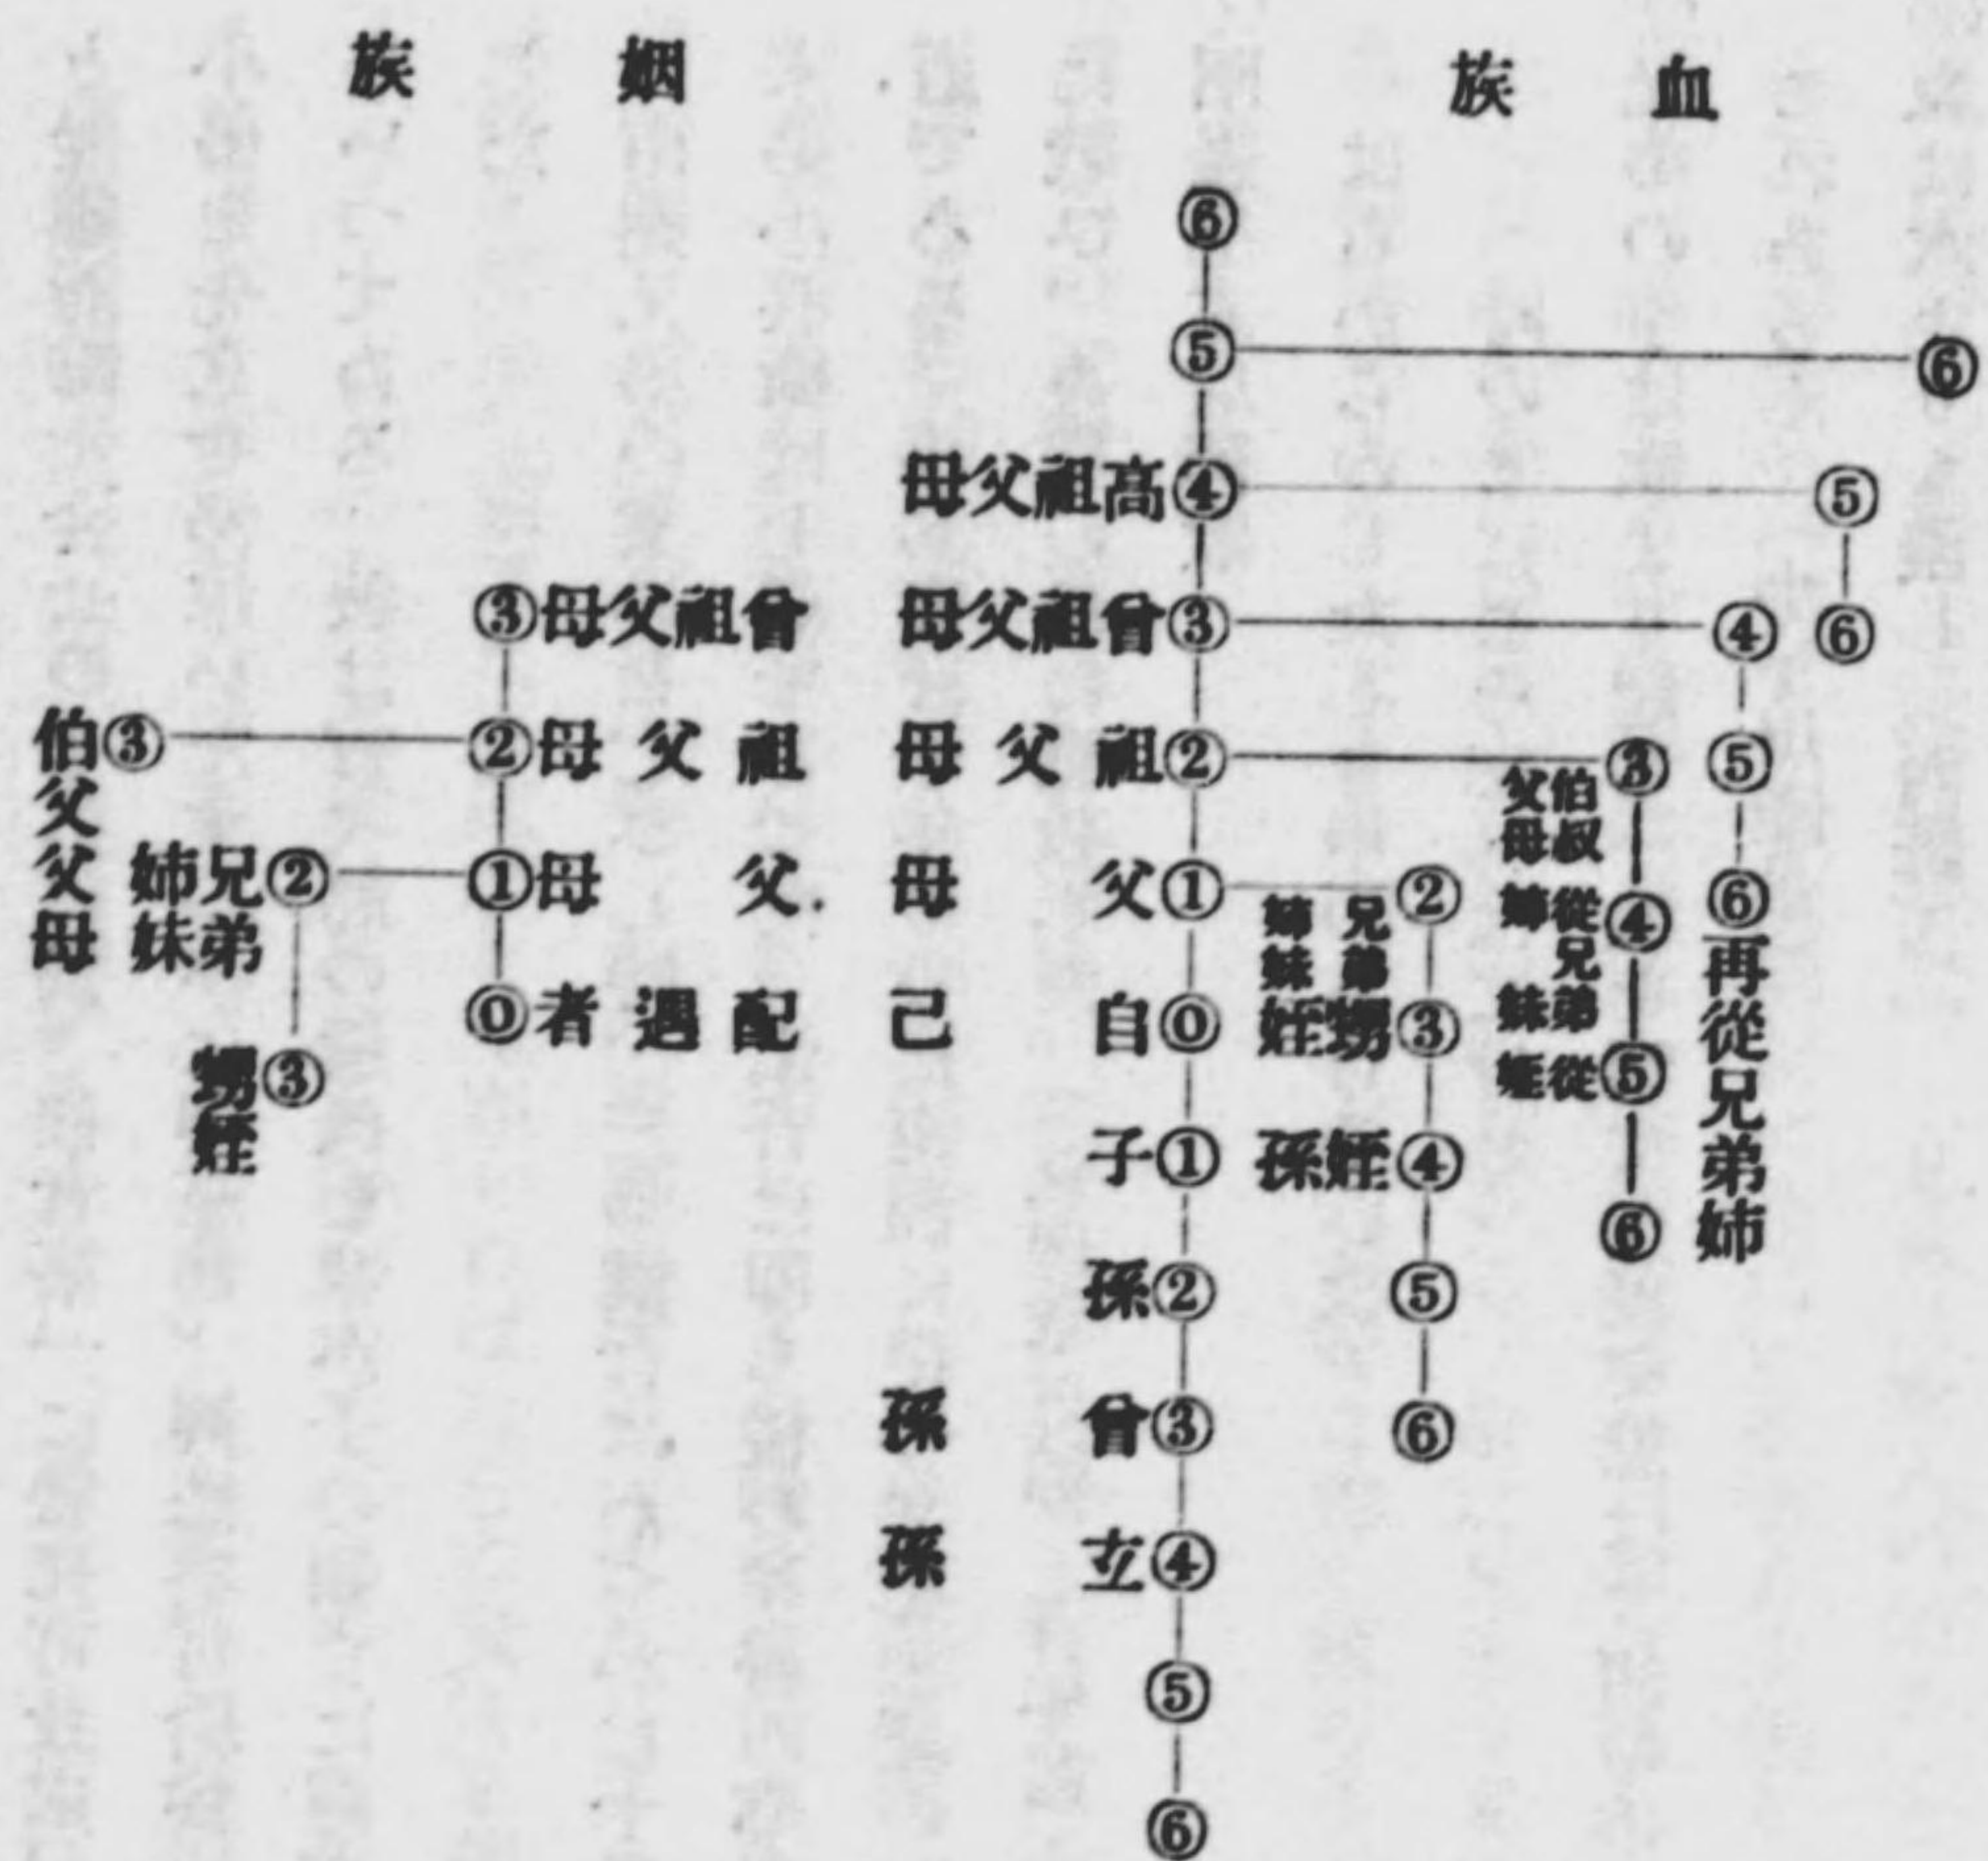 血族
⑥
⑤ ⑥
④高祖父母 ⑤
③曾祖父母 ④ ⑥
②祖父母 ③伯叔父母 ⑤
①父母 ②兄弟姉妹 ④從兄弟姉妹 ⑥再從兄弟姉
⓪自己 ③甥姪 ⑤從姪
①子 ④姪孫 ⑥
②孫 ⑤
③曾孫 ⑥
④玄孫
⑤
⑥
姻族
③曾祖父母
②祖父母 ③伯父父母
①父母 ②兄弟姉妹
⓪配遇者 ③甥姪